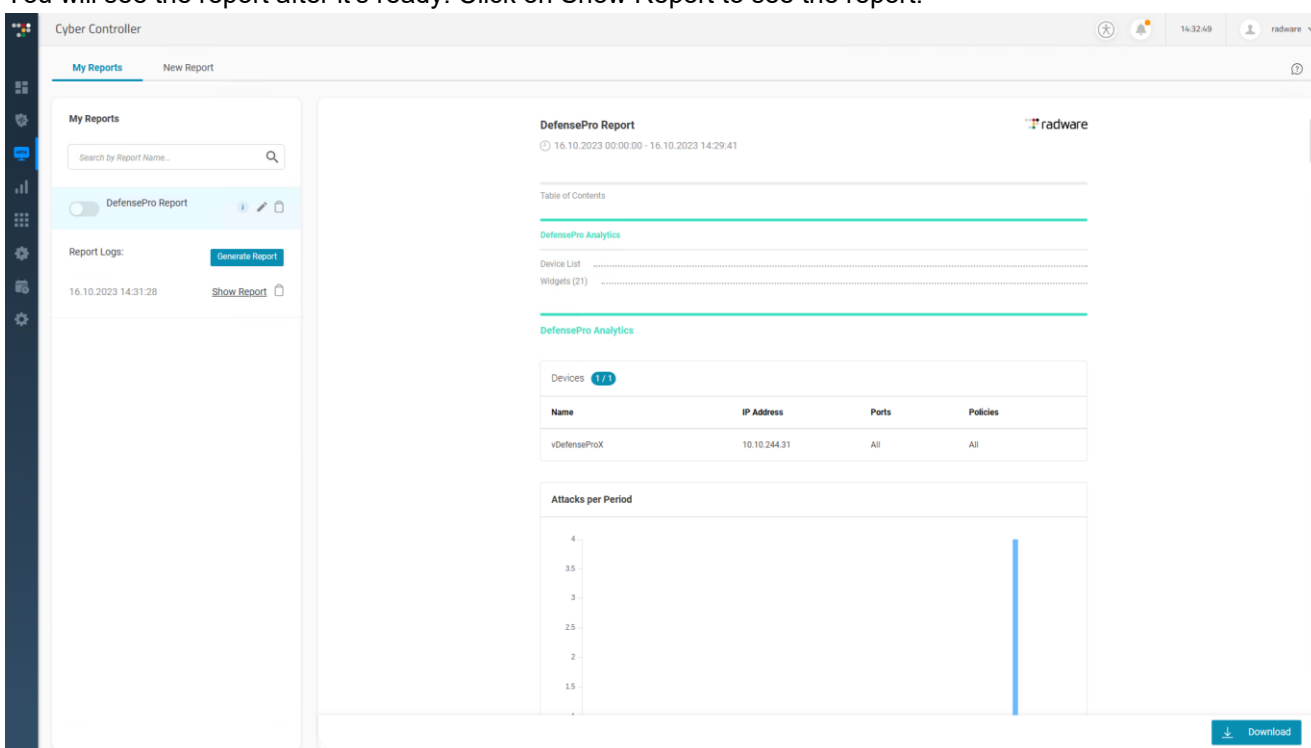 You will see the report after it's ready. Click on Show Report to see the report.
Cyber Controller
14:32:49
radware
My Reports New Report
My Reports
Search by Report Name...
DefensePro Report
Report Logs:
Generate Report
16.10.2023 14:31:28 Show Report
DefensePro Report
radware
16.10.2023 00:00:00 - 16.10.2023 14:29:41
Table of Contents
DefensePro Analytics
Device List
Widgets (21)
DefensePro Analytics
Devices 1 / 1
Name IP Address Ports Policies
vDefenseProX 10.10.244.31 All All
Attacks per Period
4
3.5
3
2.5
2
1.5
Download